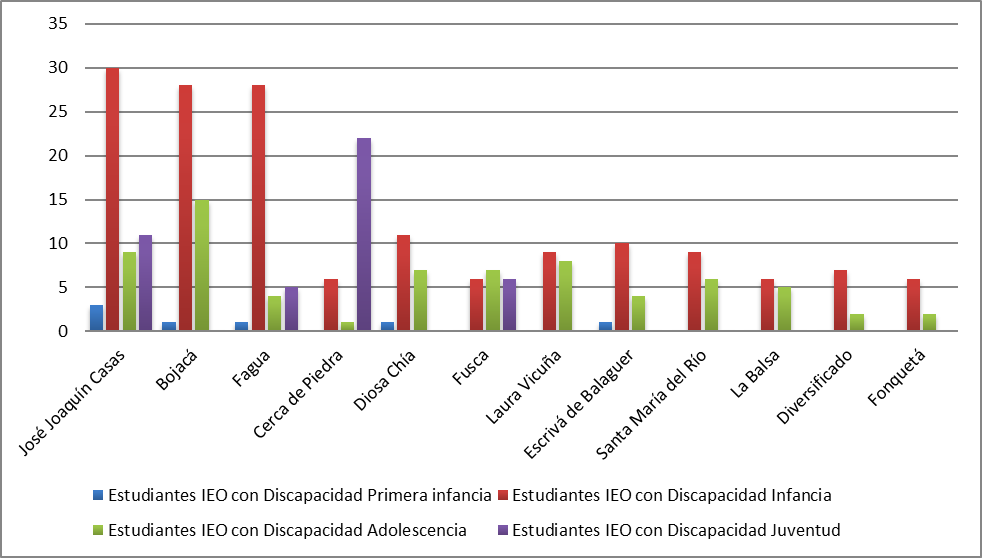 35
30
25
20
15
10
5
0
José Joaquín Casas
Bojacá
Fagua
Cerca de Piedra
Diosa Chía
Fusca
Laura Vicuña
Escrivá de Balaguer
Santa María del Río
La Balsa
Diversificado
Fonquetá
Estudiantes IEO con Discapacidad Primera infancia
Estudiantes IEO con Discapacidad Infancia
Estudiantes IEO con Discapacidad Adolescencia
Estudiantes IEO con Discapacidad Juventud